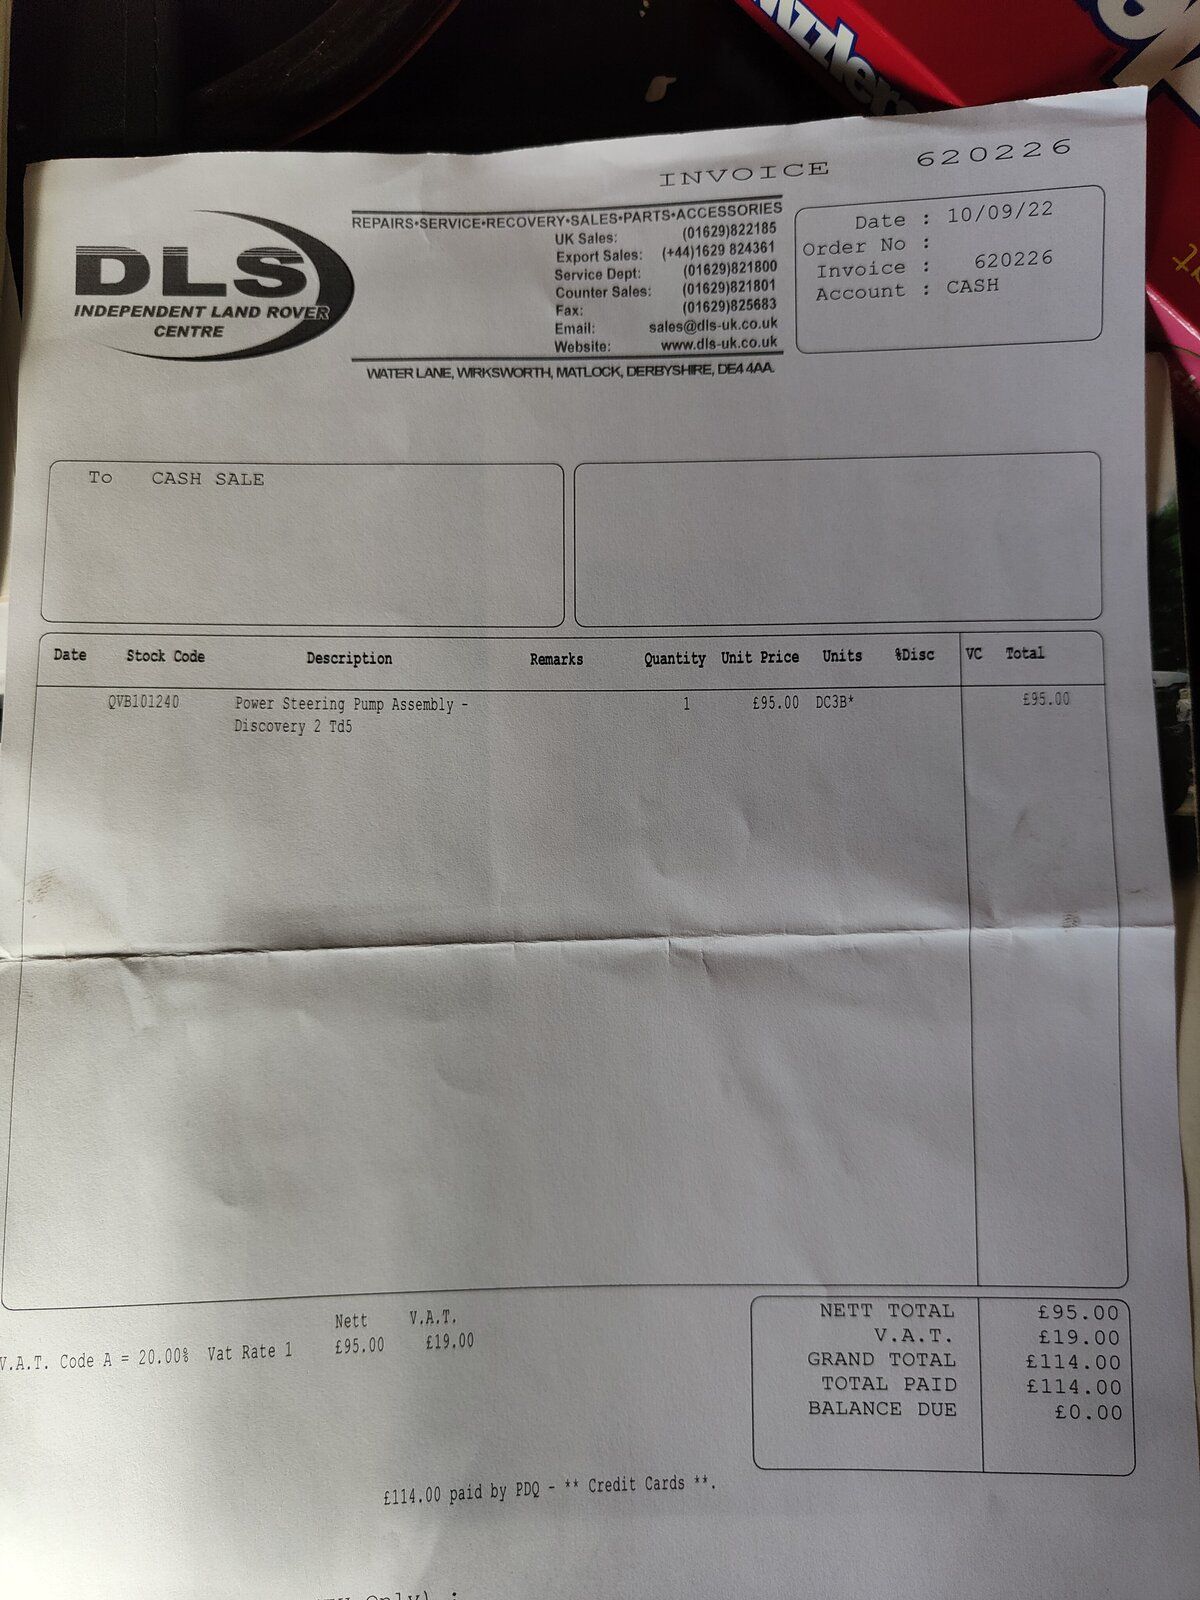 INVOICE 620226
DLS
INDEPENDENT LAND ROVER
CENTRE
REPAIRS•SERVICE•RECOVERY•SALES•PARTS•ACCESSORIES
UK Sales: (01629)822185
Export Sales: (+44)1629 824361
Service Dept: (01629)821800
Counter Sales: (01629)821801
Fax: (01629)825683
Email: sales@dls-uk.co.uk
Website: www.dls-uk.co.uk
WATER LANE, WIRKSWORTH, MATLOCK, DERBYSHIRE, DE4 4AA.
Date : 10/09/22
Order No :
Invoice : 620226
Account : CASH
To CASH SALE
Date Stock Code Description Remarks Quantity Unit Price Units %Disc VC Total
QVB101240 Power Steering Pump Assembly - 1 £95.00 DC3B* £95.00
Discovery 2 Td5
Nett V.A.T.
V.A.T. Code A = 20.00% Vat Rate 1 £95.00 £19.00
NETT TOTAL £95.00
V.A.T. £19.00
GRAND TOTAL £114.00
TOTAL PAID £114.00
BALANCE DUE £0.00
£114.00 paid by PDQ - ** Credit Cards **.
Only) :